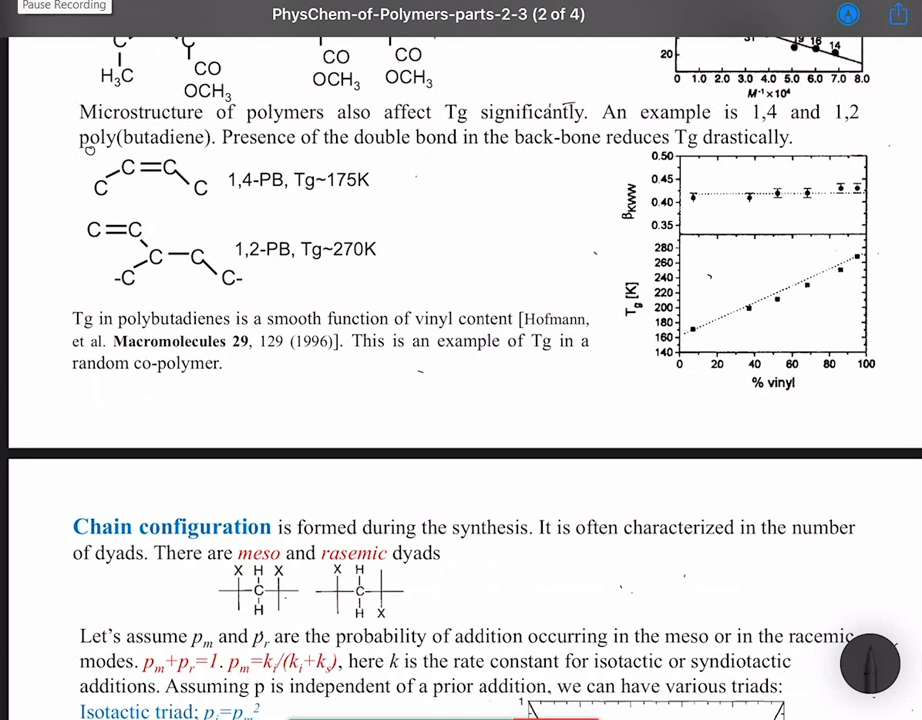 Pause Recording
PhysChem-of-Polymers-parts-2-3 (2 of 4)
H3C
CO
OCH3
CO
OCH3
CO
OCH3
20
31
9 16 14
0 1.0 2.0 3.0 4.0 5.0 6.0 7.0 8.0
M⁻¹ x 10⁴
Microstructure of polymers also affect Tg significantly. An example is 1,4 and 1,2
poly(butadiene). Presence of the double bond in the back-bone reduces Tg drastically.
C C=C C
1,4-PB, Tg~175K
C=C
C—C
-C C-
1,2-PB, Tg~270K
0.50
0.45
0.40
0.35
βKWW
280
260
240
220
200
180
160
140
Tg [K]
0 20 40 60 80 100
% vinyl
Tg in polybutadienes is a smooth function of vinyl content [Hofmann,
et al. Macromolecules 29, 129 (1996)]. This is an example of Tg in a
random co-polymer.
Chain configuration is formed during the synthesis. It is often characterized in the number
of dyads. There are meso and rasemic dyads
X H X
C
H
X H
C
H X
Let's assume pm and pr are the probability of addition occurring in the meso or in the racemic
modes. pm+pr=1. pm=ki/(ki+ks), here k is the rate constant for isotactic or syndiotactic
additions. Assuming p is independent of a prior addition, we can have various triads:
Isotactic triad; pi=pm²
1